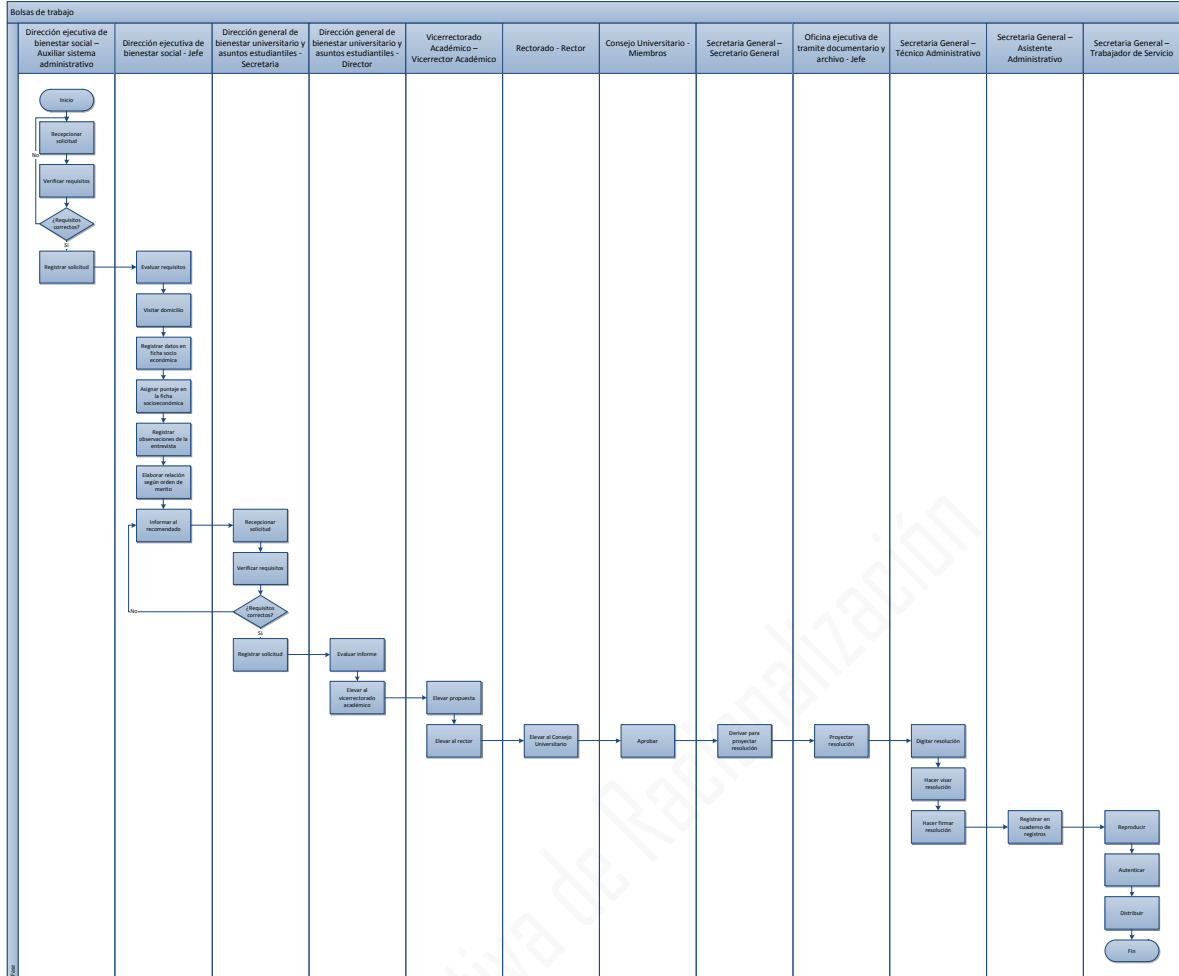 Bolsas de trabajo
Dirección ejecutiva de
bienestar social –
Auxiliar sistema
administrativo
Dirección ejecutiva de
bienestar social - Jefe
Dirección general de
bienestar universitario y
asuntos estudiantiles -
Secretaria
Dirección general de
bienestar universitario y
asuntos estudiantiles -
Director
Vicerrectorado
Académico –
Vicerrector Académico
Rectorado - Rector
Consejo Universitario -
Miembros
Secretaria General –
Secretario General
Oficina ejecutiva de
tramite documentario y
archivo - Jefe
Secretaria General –
Técnico Administrativo
Secretaria General –
Asistente
Administrativo
Secretaria General –
Trabajador de Servicio
Inicio
Recepcionar
solicitud
No
Verificar requisitos
¿Requisitos
correctos?
Si
Registrar solicitud
Evaluar requisitos
Visitar domicilio
Registrar datos en
ficha socio
económica
Asignar puntaje en
la ficha
socioeconómica
Registrar
observaciones de la
entrevista
Elaborar relación
según orden de
merito
Informar al
recomendado
Recepcionar
solicitud
Verificar requisitos
¿Requisitos
correctos?
No
Si
Registrar solicitud
Evaluar informe
Elevar al
vicerrectorado
académico
Elevar propuesta
Elevar al rector
Elevar al Consejo
Universitario
Aprobar
Derivar para
proyectar
resolución
Proyectar
resolución
Digitar resolución
Hacer visar
resolución
Hacer firmar
resolución
Registrar en
cuaderno de
registros
Reproducir
Autenticar
Distribuir
Fin
Fase
tiva de Racionalización